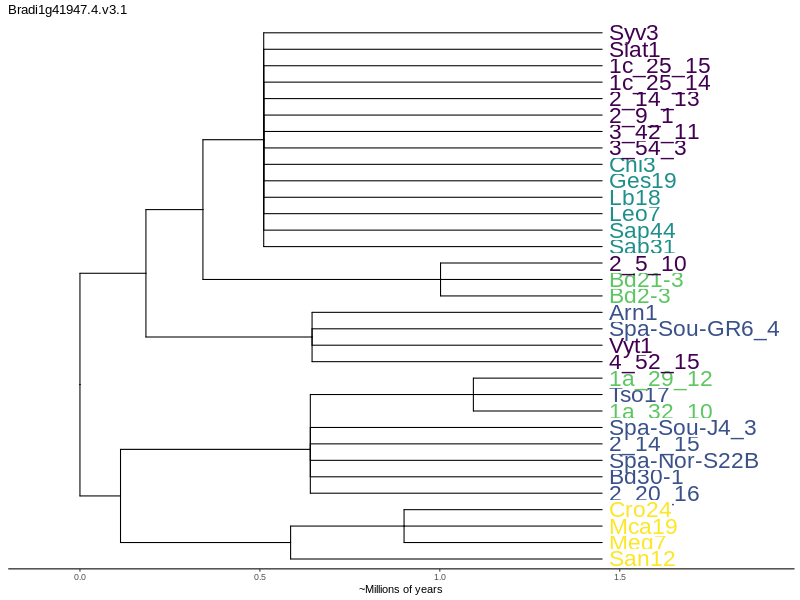 Bradi1g41947.4.v3.1
Syv3
Slat1
1c_25_15
1c_25_14
2_14_13
2_9_1
3_42_11
3_54_3
Chi3
Ges19
Lb18
Leo7
Sap44
Sab31
2_5_10
Bd21-3
Bd2-3
Arn1
Spa-Sou-GR6_4
Vyt1
4_52_15
1a_29_12
Tso17
1a_32_10
Spa-Sou-J4_3
2_14_15
Spa-Nor-S22B
Bd30-1
2_20_16
Cro24
Mca19
Meg7
San12
0.0 0.5 1.0 1.5
~Millions of years